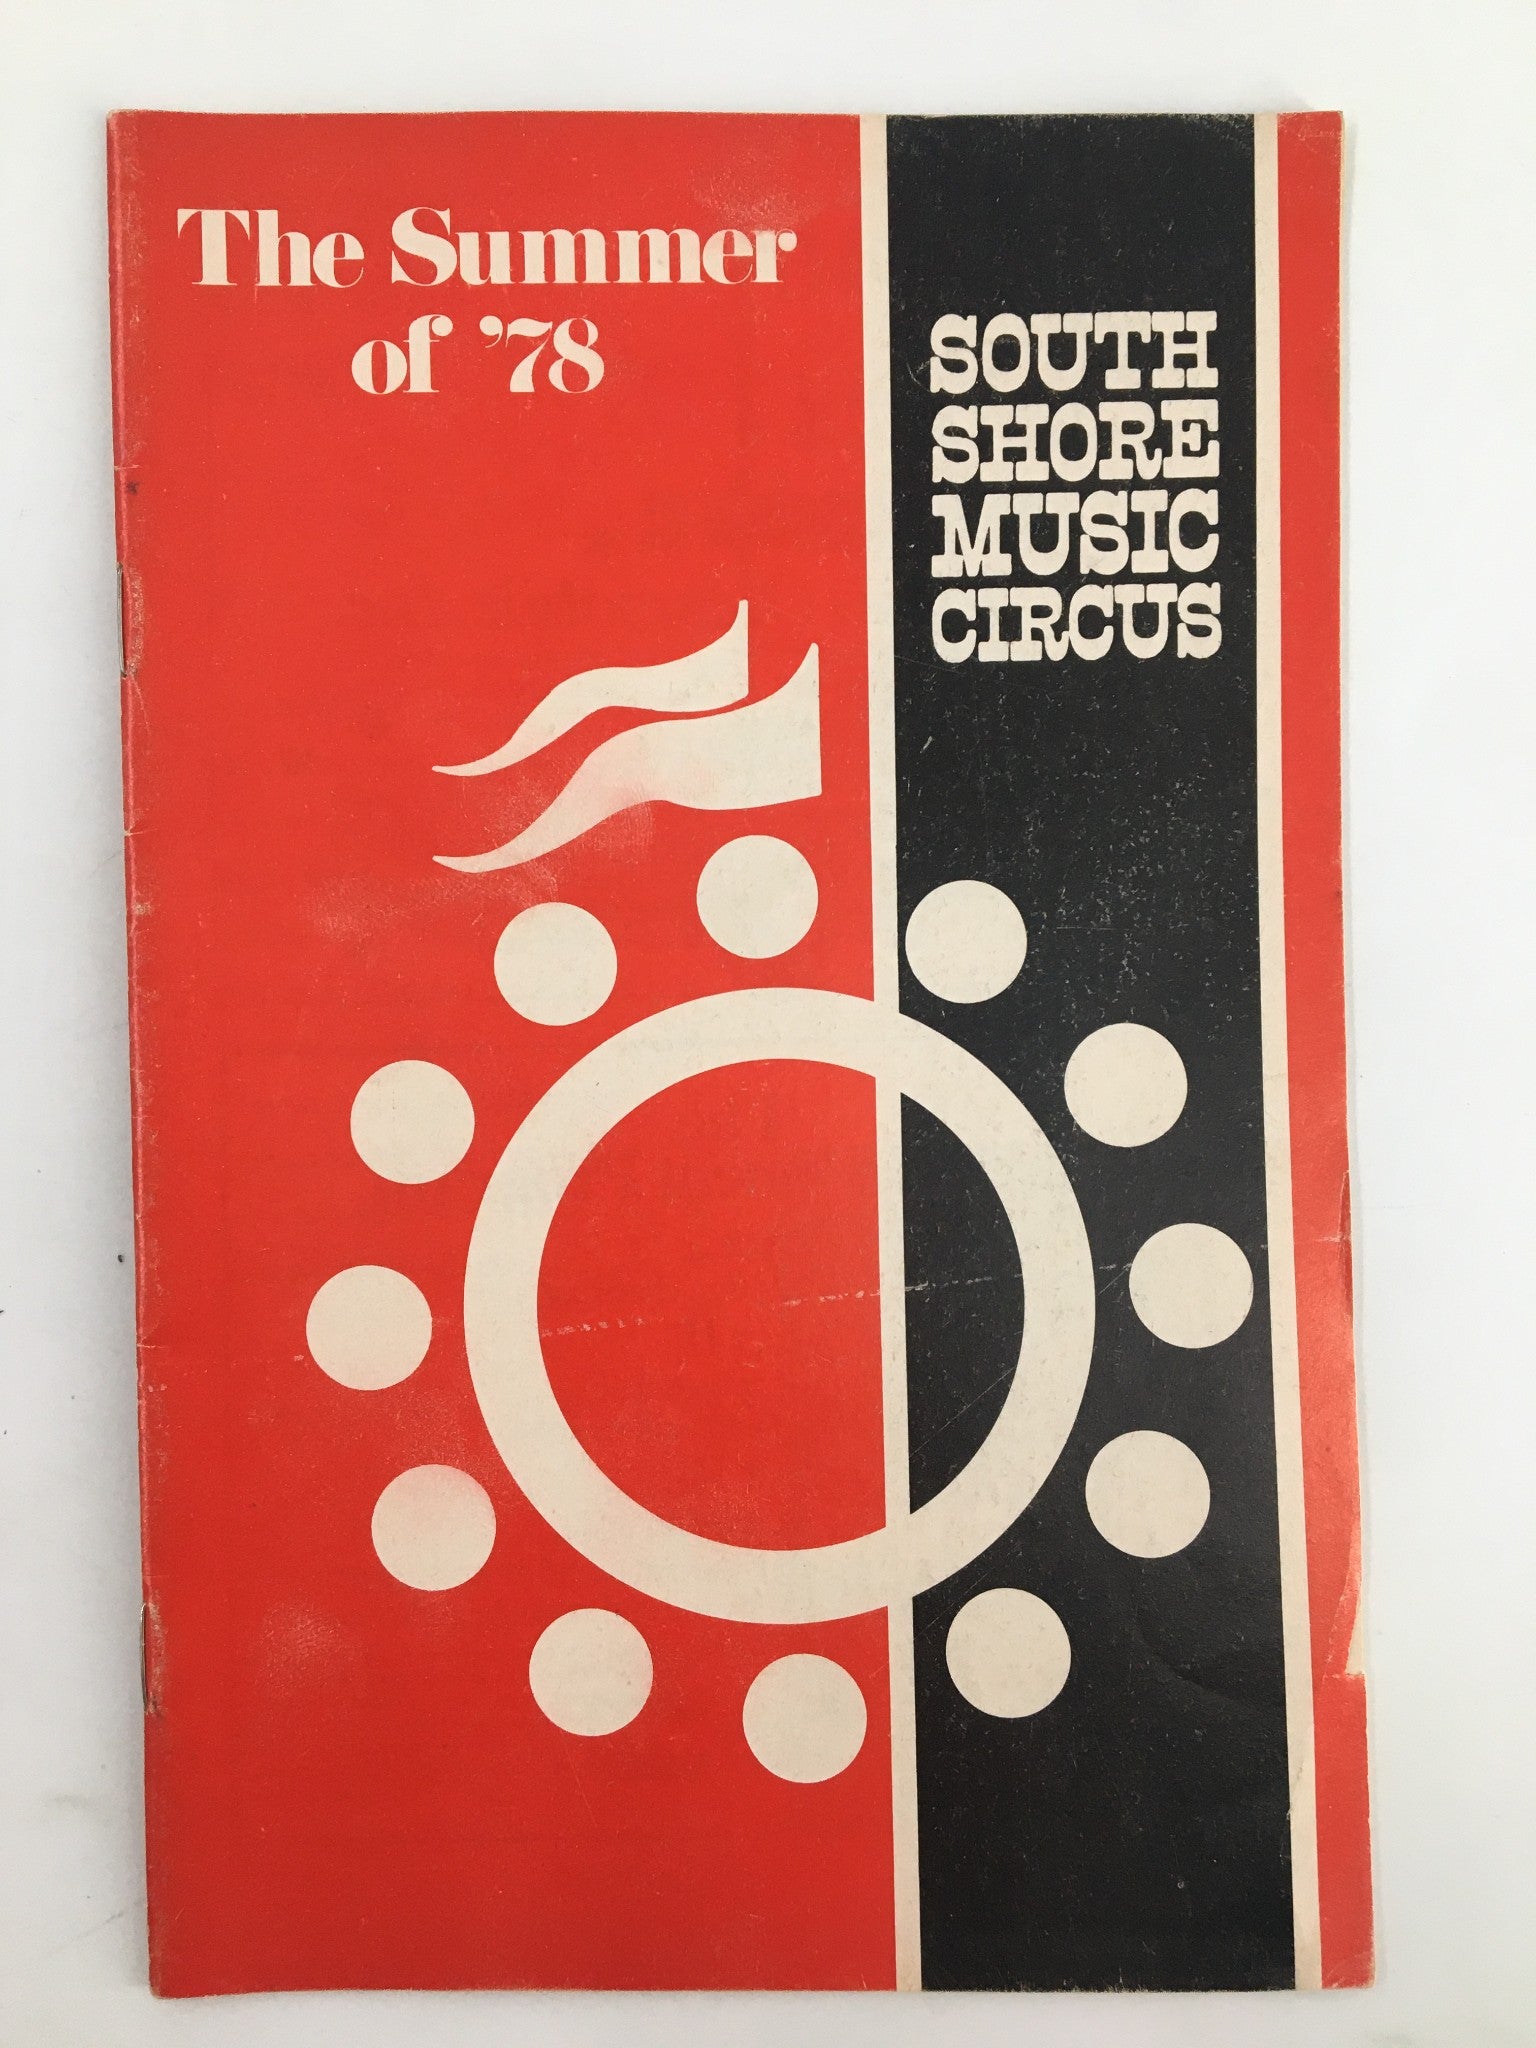 The Summer
of ’78
SOUTH
SHORE
MUSIC
CIRCUS